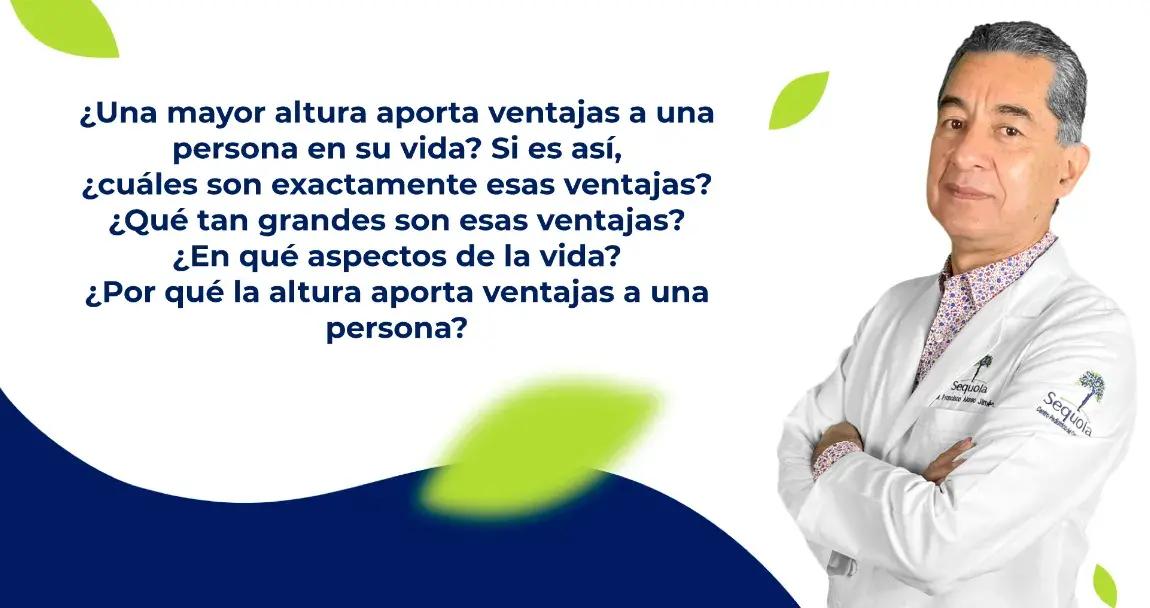 ¿Una mayor altura aporta ventajas a una
persona en su vida? Si es así,
¿cuáles son exactamente esas ventajas?
¿Qué tan grandes son esas ventajas?
¿En qué aspectos de la vida?
¿Por qué la altura aporta ventajas a una
persona?
Sequoia
Francisco
Sequoia
Centro